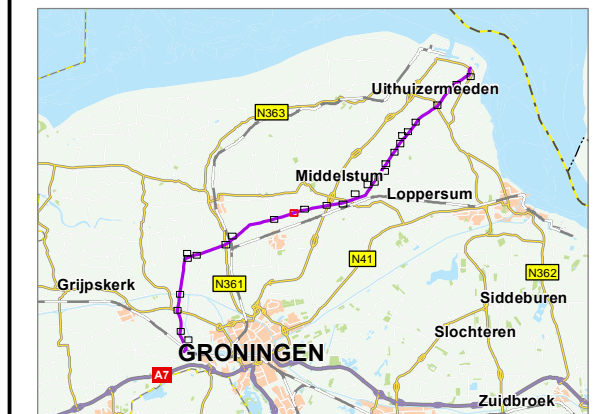 Uithuizermeeden
N363
Middelstum
Loppersum
N41
N362
Grijpskerk
N361
Siddeburen
Slochteren
GRONINGEN
A7
Zuidbroek